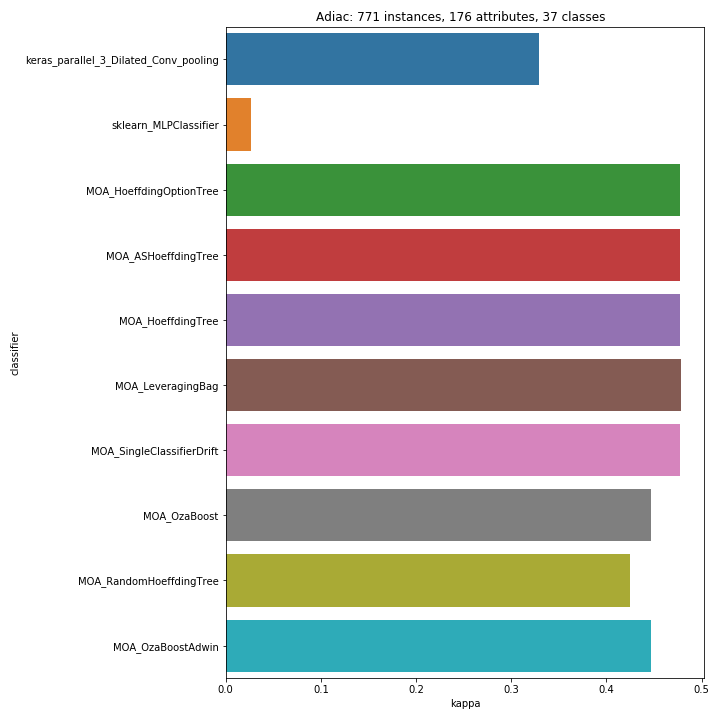 Adiac: 771 instances, 176 attributes, 37 classes
classifier
keras_parallel_3_Dilated_Conv_pooling
sklearn_MLPClassifier
MOA_HoeffdingOptionTree
MOA_ASHoeffdingTree
MOA_HoeffdingTree
MOA_LeveragingBag
MOA_SingleClassifierDrift
MOA_OzaBoost
MOA_RandomHoeffdingTree
MOA_OzaBoostAdwin
0.0 0.1 0.2 0.3 0.4 0.5
kappa